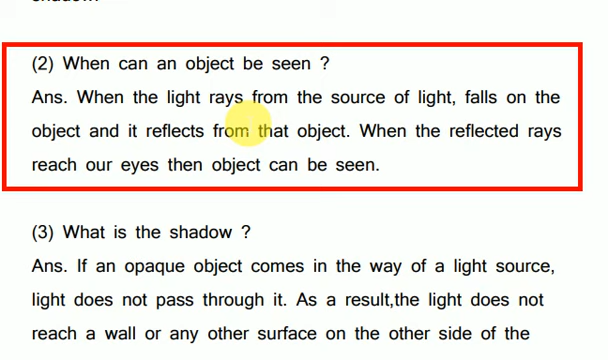 (2) When can an object be seen ?
Ans. When the light rays from the source of light, falls on the
object and it reflects from that object. When the reflected rays
reach our eyes then object can be seen.
(3) What is the shadow ?
Ans. If an opaque object comes in the way of a light source,
light does not pass through it. As a result,the light does not
reach a wall or any other surface on the other side of the